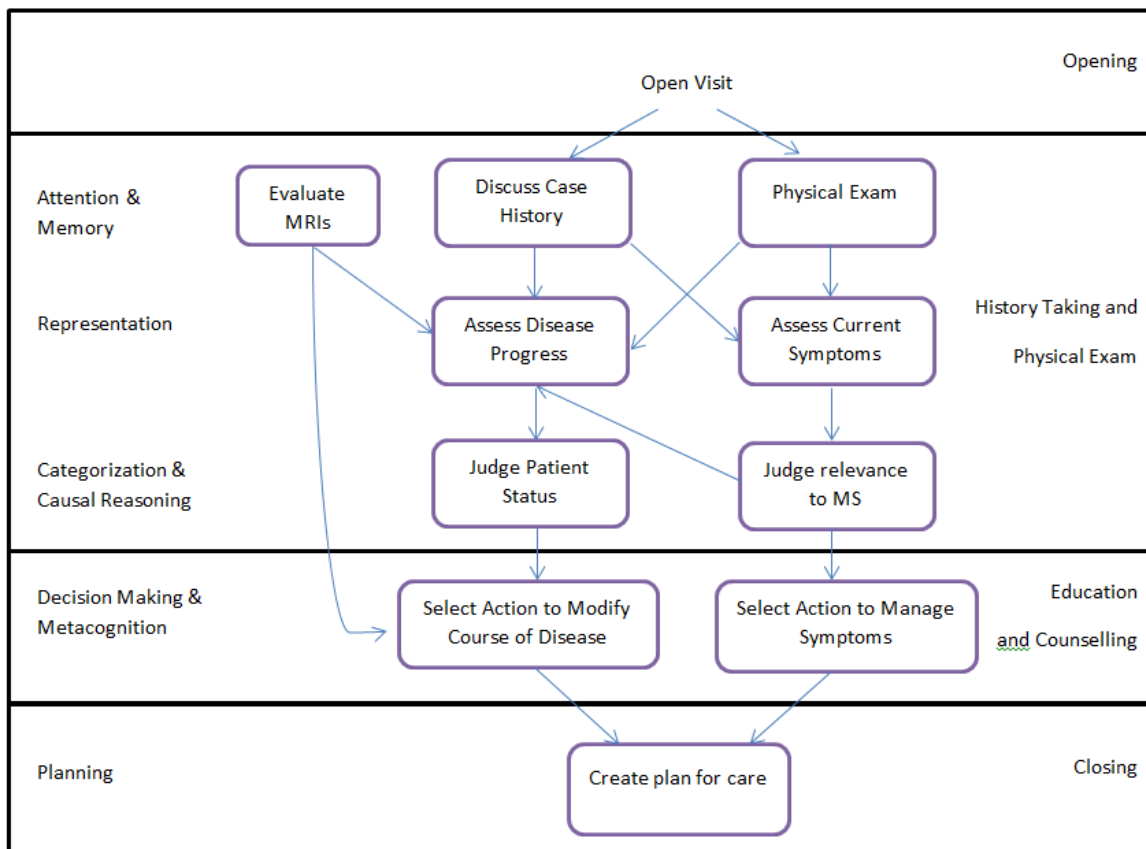 Opening
Open Visit
Attention &
Memory
Evaluate
MRIs
Discuss Case
History
Physical Exam
Representation
Assess Disease
Progress
Assess Current
Symptoms
History Taking and
Physical Exam
Categorization &
Causal Reasoning
Judge Patient
Status
Judge relevance
to MS
Decision Making &
Metacognition
Select Action to Modify
Course of Disease
Select Action to Manage
Symptoms
Education
and Counselling
Planning
Create plan for care
Closing